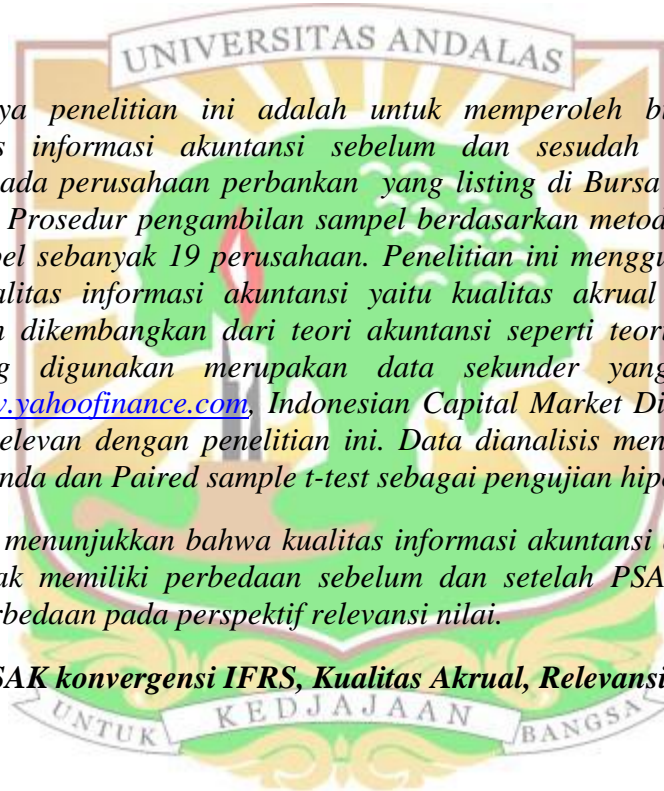 UNIVERSITAS ANDALAS
ya penelitian ini adalah untuk memperoleh
informasi akuntansi sebelum dan sesudah
ada perusahaan perbankan yang listing di Bursa
Prosedur pengambilan sampel berdasarkan metod
pel sebanyak 19 perusahaan. Penelitian ini menggu
alitas informasi akuntansi yaitu kualitas akrual
dikembangkan dari teori akuntansi seperti teori
digunakan merupakan data sekunder yang
w.yahoofinance.com, Indonesian Capital Market Di
elevan dengan penelitian ini. Data dianalisis men
nda dan Paired sample t-test sebagai pengujian hipo
menunjukkan bahwa kualitas informasi akuntansi
ak memiliki perbedaan sebelum dan setelah PSA
rbedaan pada perspektif relevansi nilai.
SAK konvergensi IFRS, Kualitas Akrual, Relevansi
UNTUK KEDJAJAAN BANGSA